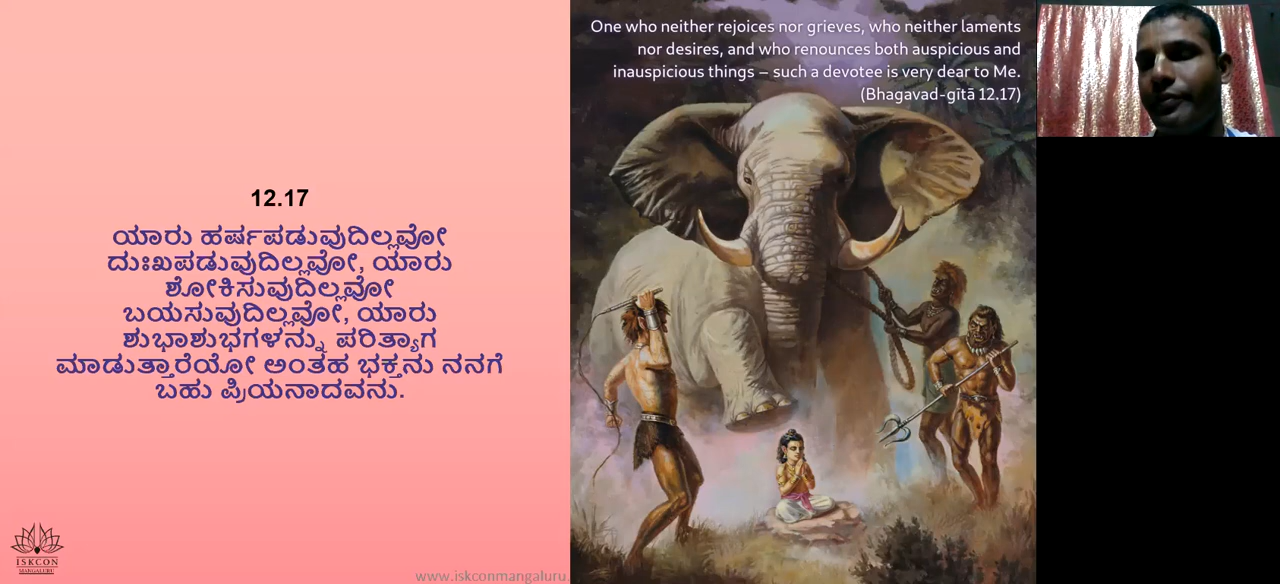 12.17
ಯಾರು ಹರ್ಷಪಡುವುದಿಲ್ಲವೋ
ದುಃಖಪಡುವುದಿಲ್ಲವೋ, ಯಾರು
ಶೋಕಿಸುವುದಿಲ್ಲವೋ
ಬಯಸುವುದಿಲ್ಲವೋ, ಯಾರು
ಶುಭಾಶುಭಗಳನ್ನು ಪರಿತ್ಯಾಗ
ಮಾಡುತ್ತಾರೆಯೋ ಅಂತಹ ಭಕ್ತನು ನನಗೆ
ಬಹು ಪ್ರಿಯನಾದವನು.
ISKCON
MANGALURU
www.iskconmangaluru.
One who neither rejoices nor grieves, who neither laments
nor desires, and who renounces both auspicious and
inauspicious things – such a devotee is very dear to Me.
(Bhagavad-gītā 12.17)